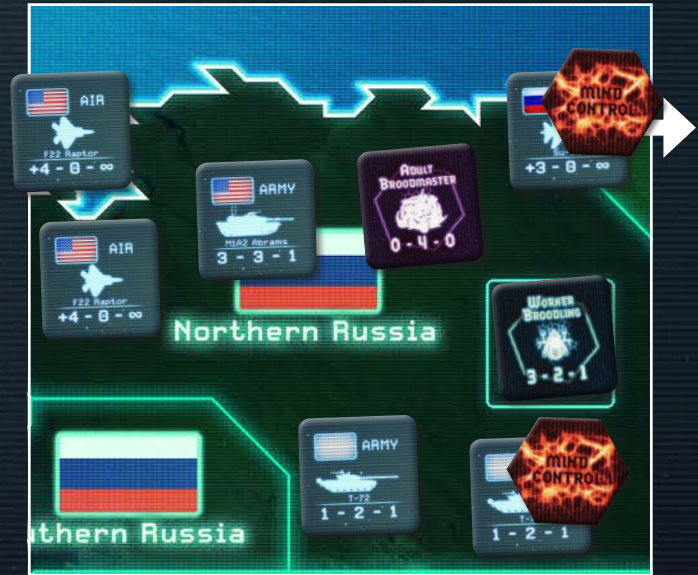 AIR
F22 Raptor
+4 - 0 - ∞
ARMY
M1A2 Abrams
3 - 3 - 1
ADULT
BROODMASTER
0 - 4 - 0
MIND
CONTROL
+3 - 0 - ∞
AIR
F22 Raptor
+4 - 0 - ∞
Northern Russia
WORKER
BROODLING
3 - 2 - 1
ARMY
T-72
1 - 2 - 1
MIND
CONTROL
1 - 2 - 1
uthern Russia